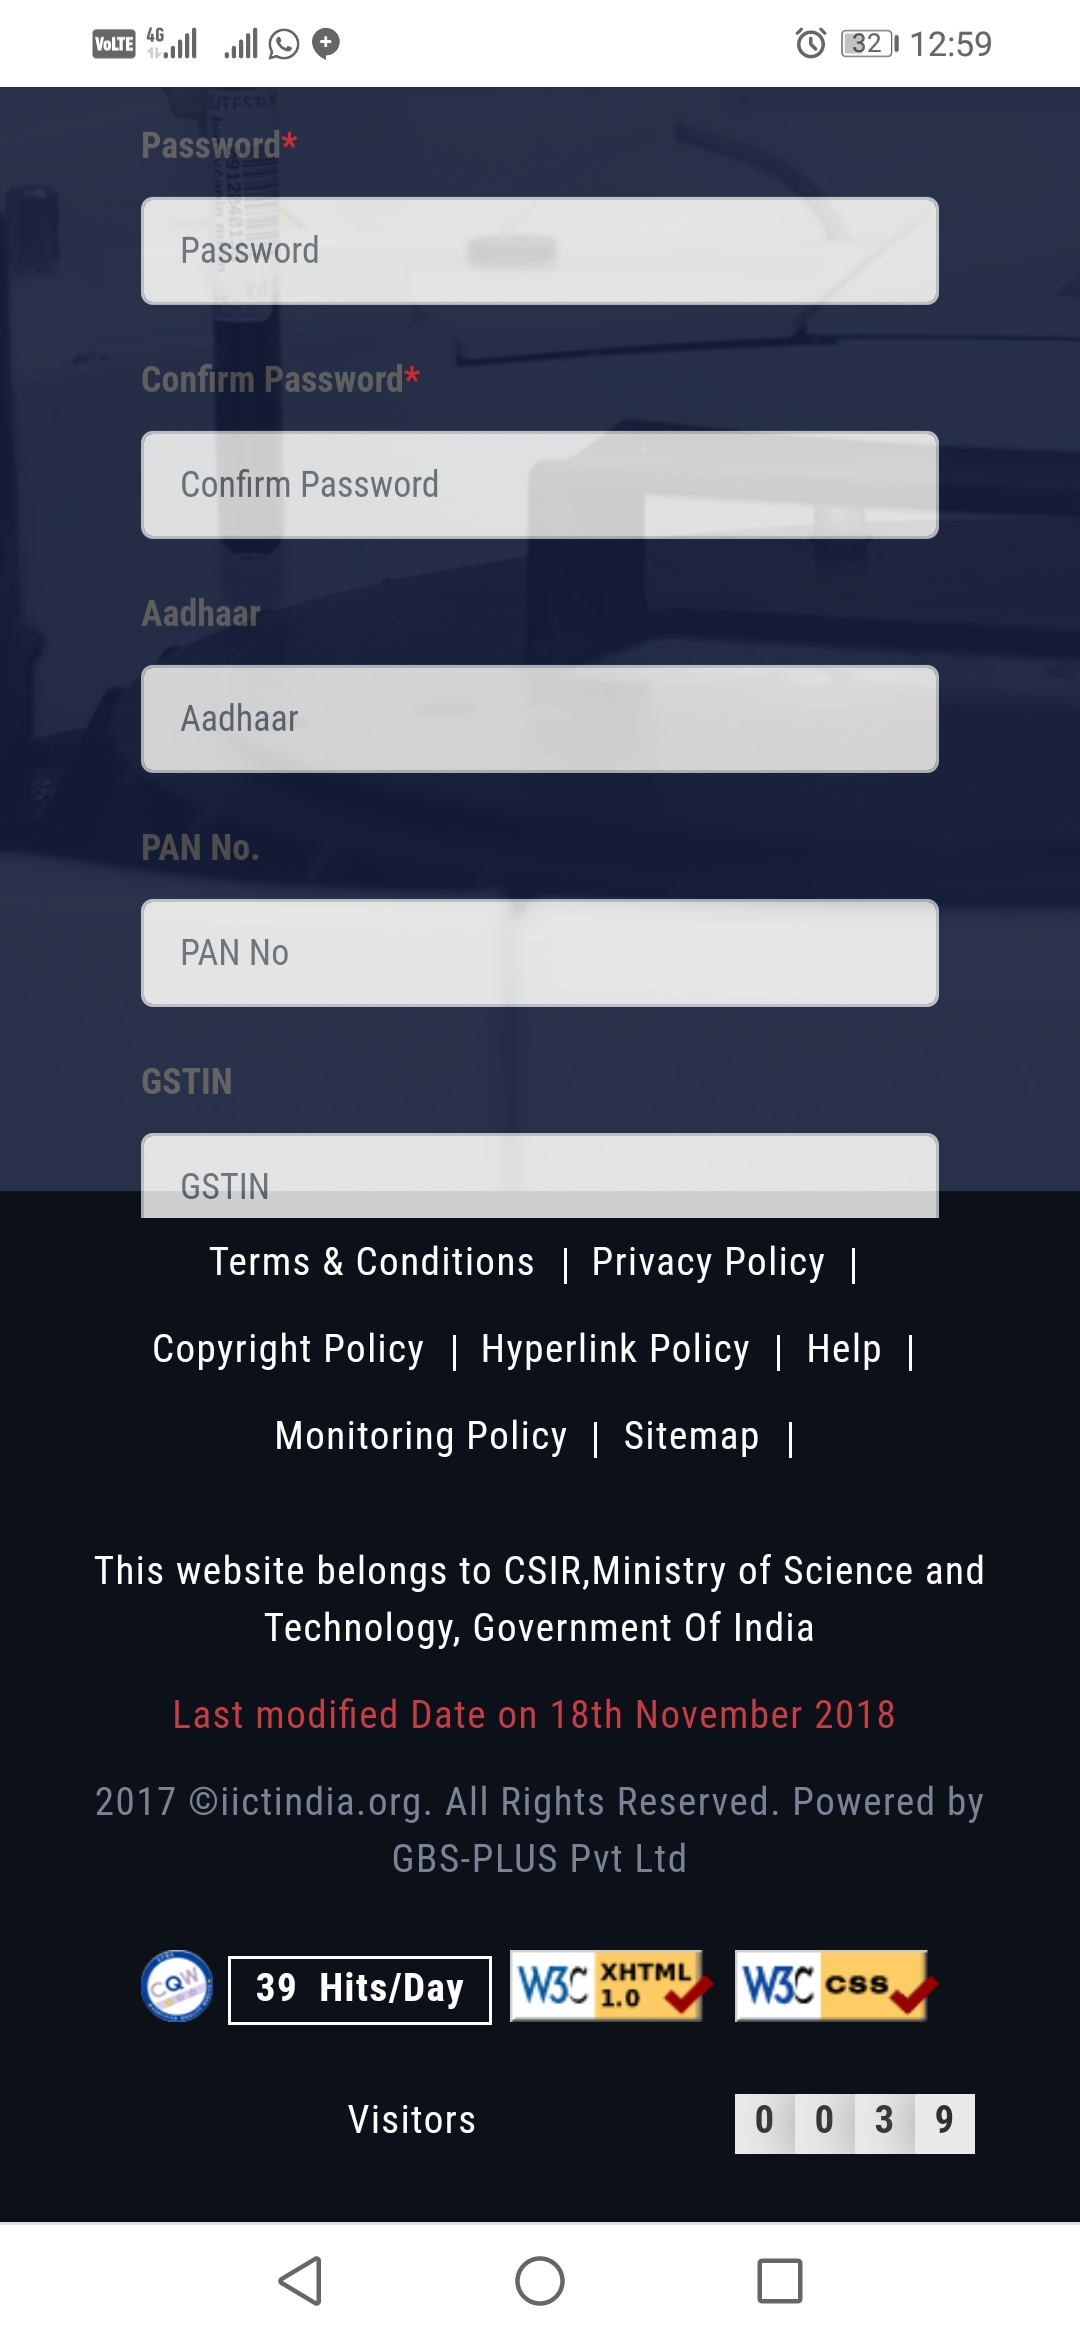 VoLTE 4G 32 12:59
Password*
Password
Confirm Password*
Confirm Password
Aadhaar
Aadhaar
PAN No.
PAN No
GSTIN
GSTIN
Terms & Conditions | Privacy Policy |
Copyright Policy | Hyperlink Policy | Help |
Monitoring Policy | Sitemap |
This website belongs to CSIR,Ministry of Science and
Technology, Government Of India
Last modified Date on 18th November 2018
2017 ©iictindia.org. All Rights Reserved. Powered by
GBS-PLUS Pvt Ltd
CQW 39 Hits/Day W3C XHTML 1.0 W3C CSS
Visitors 0 0 3 9